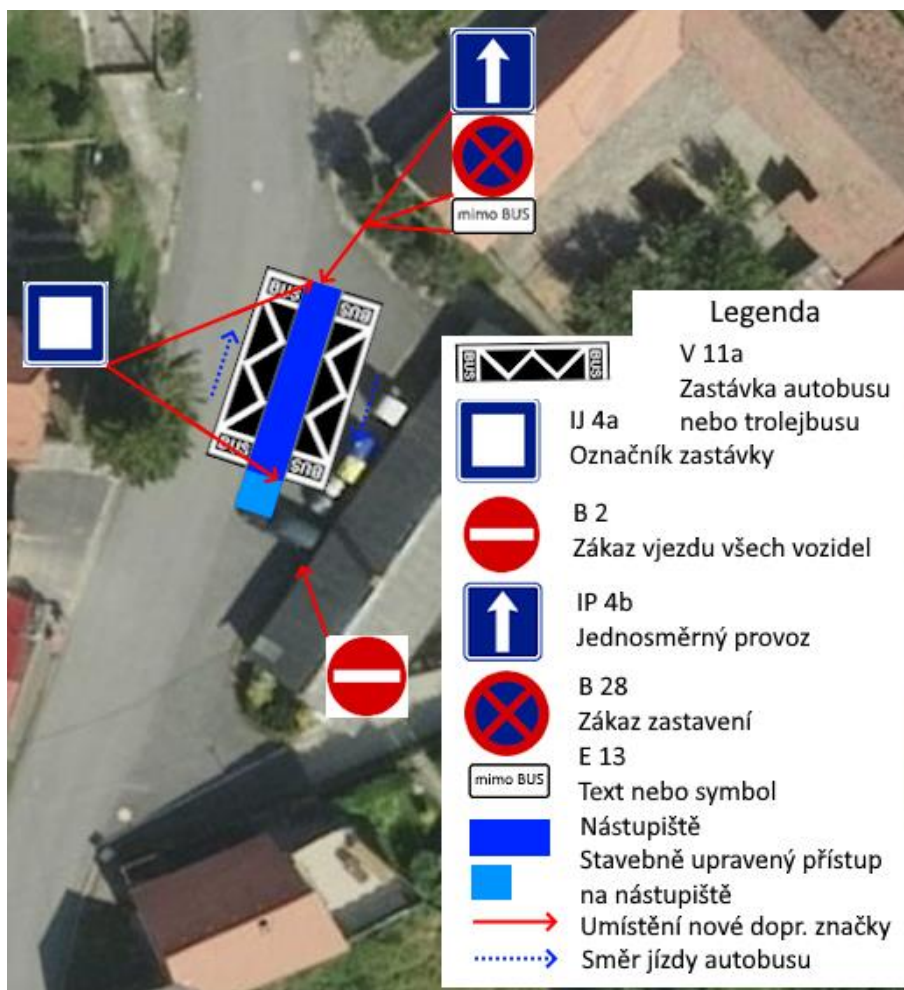 mimo BUS
BUS
BUS
BUS
BUS
Legenda
BUS
BUS
V 11a
Zastávka autobusu
nebo trolejbusu
IJ 4a
Označník zastávky
B 2
Zákaz vjezdu všech vozidel
IP 4b
Jednosměrný provoz
B 28
Zákaz zastavení
E 13
mimo BUS
Text nebo symbol
Nástupiště
Stavebně upravený přístup
na nástupiště
Umístění nové dopr. značky
Směr jízdy autobusu